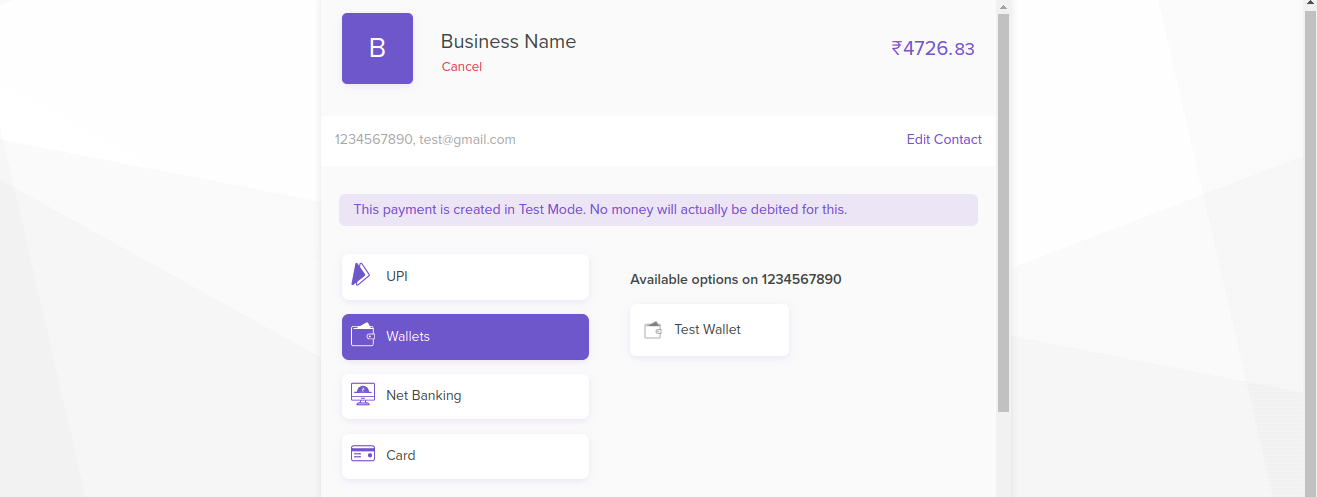 B
Business Name
₹4726.83
Cancel
1234567890, test@gmail.com
Edit Contact
This payment is created in Test Mode. No money will actually be debited for this.
UPI
Wallets
Net Banking
Card
Available options on 1234567890
Test Wallet